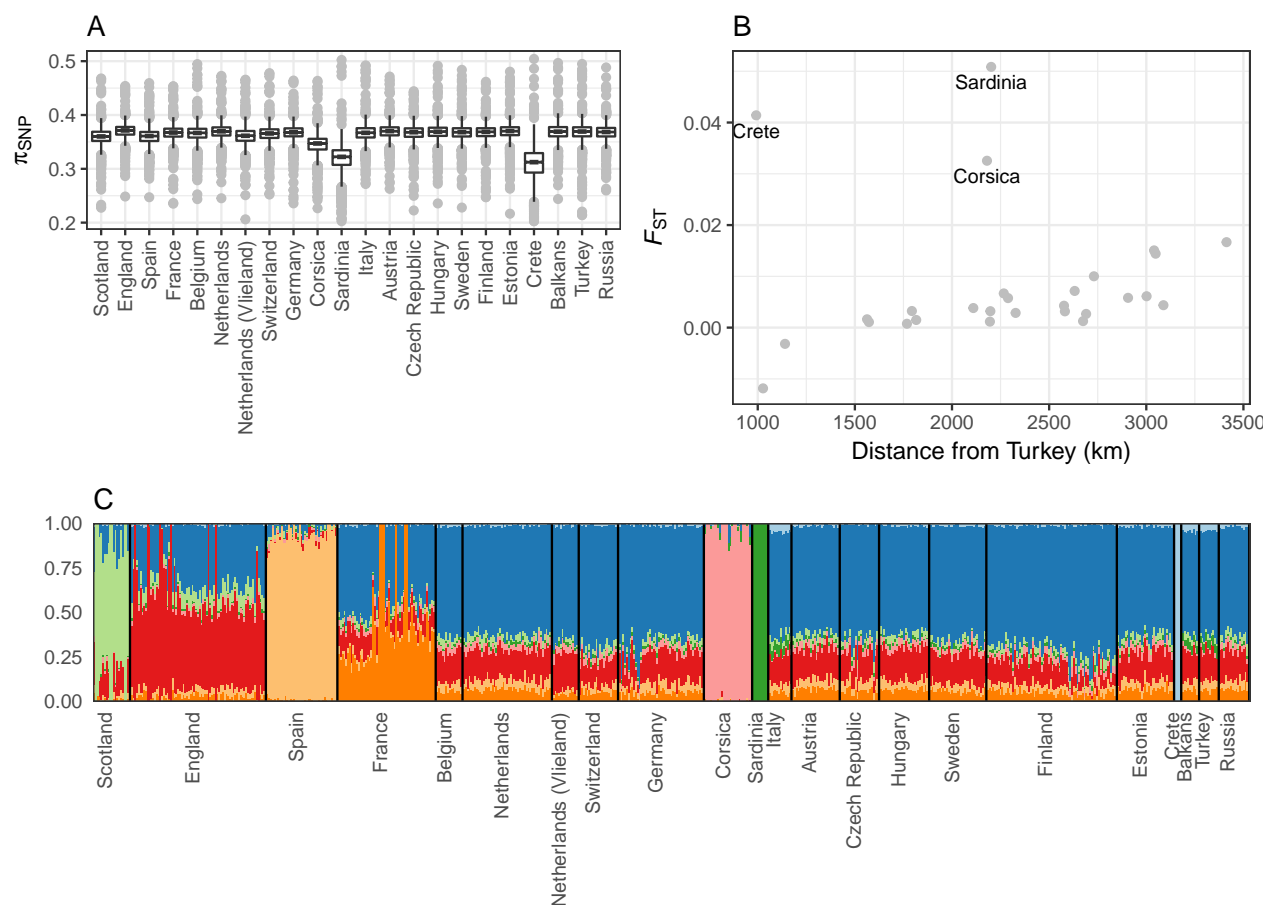 A
0.5
0.4
0.3
0.2
πSNP
Scotland
England
Spain
France
Belgium
Netherlands
Netherlands (Vlieland)
Switzerland
Germany
Corsica
Sardinia
Italy
Austria
Czech Republic
Hungary
Sweden
Finland
Estonia
Crete
Balkans
Turkey
Russia
B
Sardinia
Crete
Corsica
0.04
0.02
0.00
FST
1000
1500
2000
2500
3000
3500
Distance from Turkey (km)
C
1.00
0.75
0.50
0.25
0.00
Scotland
England
Spain
France
Belgium
Netherlands
Netherlands (Vlieland)
Switzerland
Germany
Corsica
Sardinia
Italy
Austria
Czech Republic
Hungary
Sweden
Finland
Estonia
Crete
Balkans
Turkey
Russia